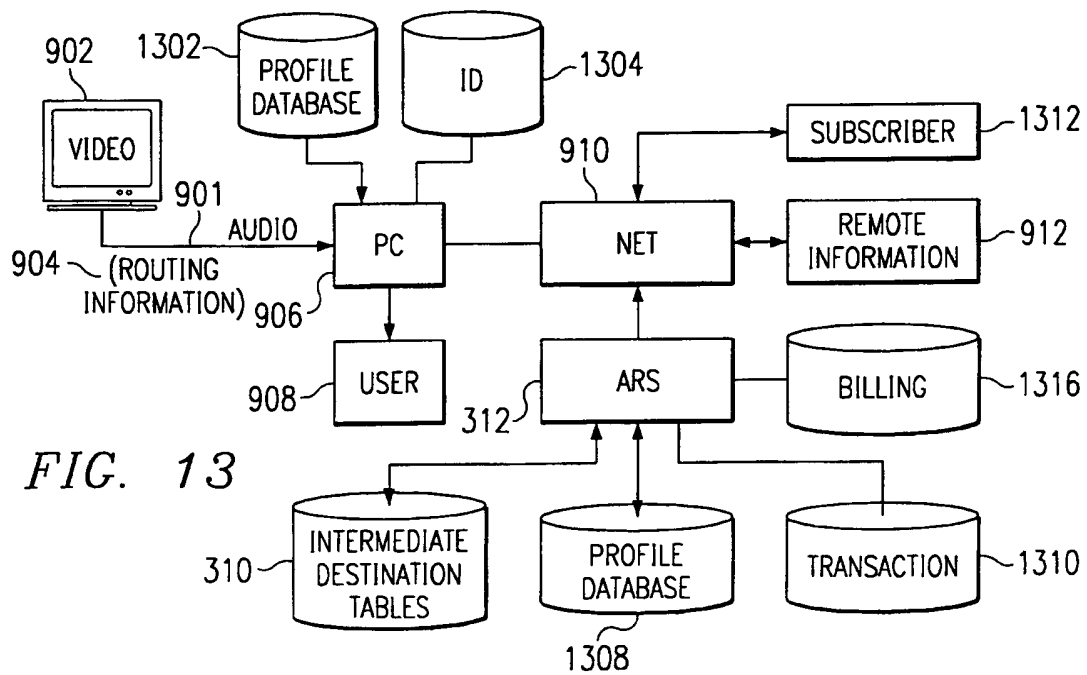 902
1302
PROFILE
DATABASE
ID
1304
VIDEO
901
AUDIO
904
(ROUTING
INFORMATION)
PC
906
910
NET
SUBSCRIBER
1312
REMOTE
INFORMATION
912
USER
908
ARS
312
BILLING
1316
FIG. 13
310
INTERMEDIATE
DESTINATION
TABLES
PROFILE
DATABASE
1308
TRANSACTION
1310